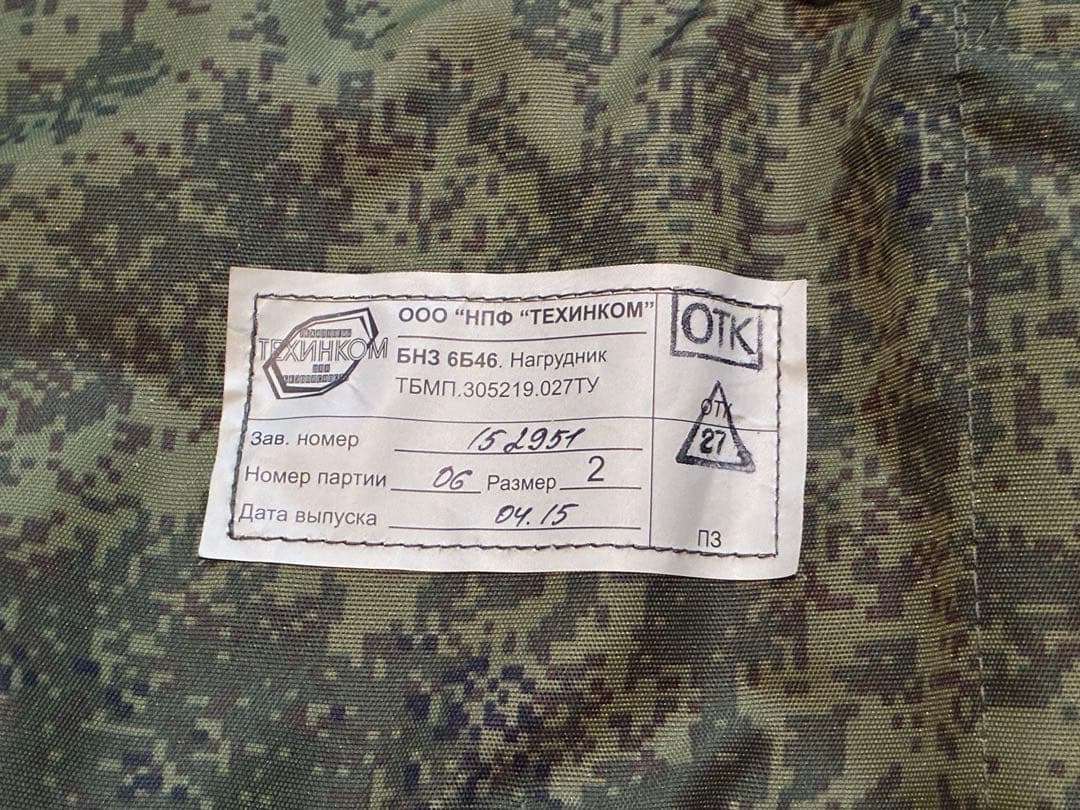 ТЕХИНКОМ
ООО "НПФ "ТЕХИНКОМ"
БНЗ 6Б46. Нагрудник
ТБМП.305219.027ТУ
Зав. номер 152951
Номер партии 06 Размер 2
Дата выпуска 04.15
ОТК
ОТК
27
ПЗ